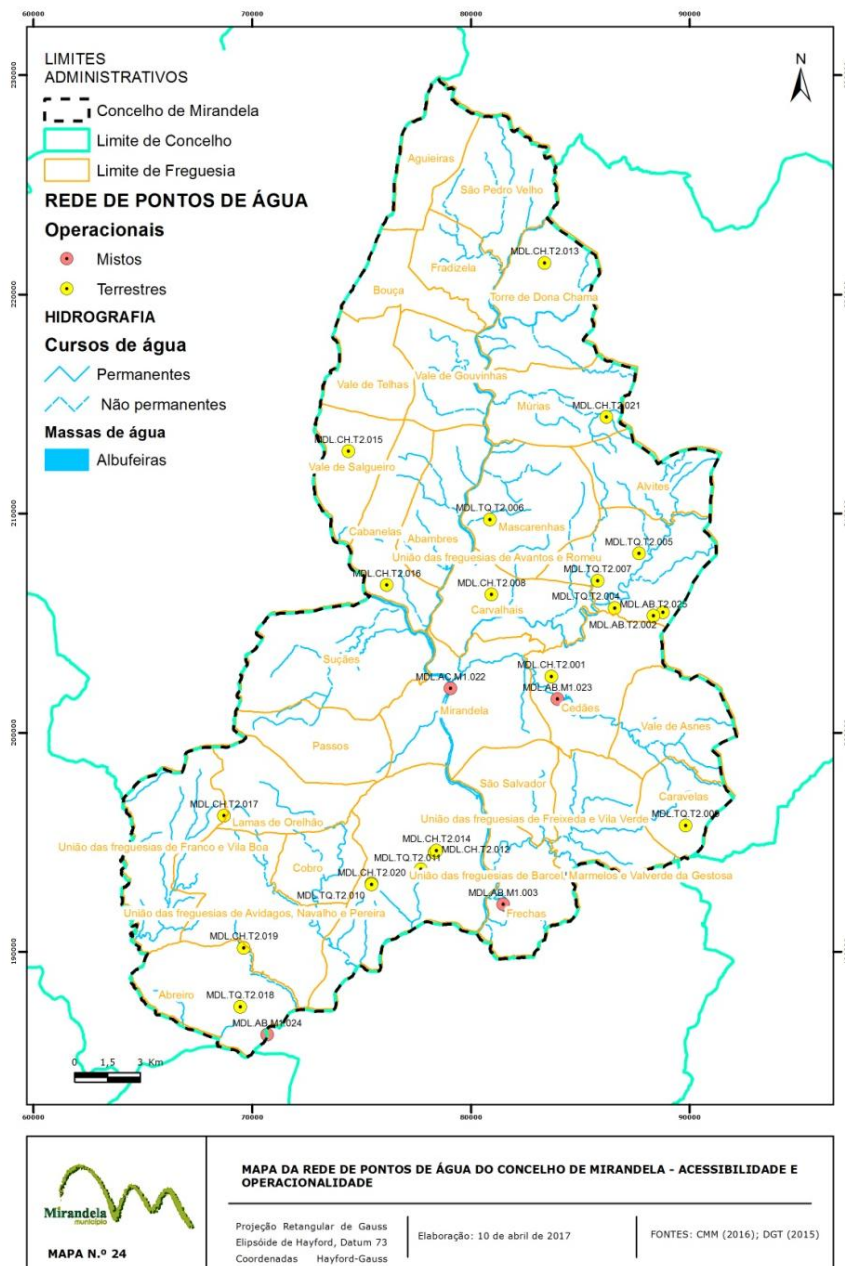 60000
70000
80000
90000
LIMITES
ADMINISTRATIVOS
Concelho de Mirandela
Limite de Concelho
Limite de Freguesia
REDE DE PONTOS DE ÁGUA
Operacionais
Mistos
Terrestres
HIDROGRAFIA
Cursos de água
Permanentes
Não permanentes
Massas de água
Albufeiras
N
230000
220000
210000
200000
190000
Aguieiras
São Pedro Velho
MDL.CH.T2.013
Fradizela
Bouça
Torre de Dona Chama
Vale de Telhas
Vale de Gouvinhas
Múrias
MDL.CH.T2.021
MDL.CH.T2.015
Vale de Salgueiro
Alvites
MDL.TQ.T2.006
Mascarenhas
Cabanelas
Abambres
MDL.TQ.T2.005
União das freguesias de Avantos e Romeu
MDL.TQ.T2.007
MDL.CH.T2.016
MDL.CH.T2.008
MDL.TQ.T2.004
Carvalhais
MDL.AB.T2.025
MDL.AB.T2.002
Suçães
MDL.CH.T2.001
MDL.AC.M1.022
MDL.AB.M1.023
Mirandela
Cedães
Vale de Asnes
Passos
São Salvador
Caravelas
MDL.CH.T2.017
MDL.TQ.T2.009
Lamas de Orelhão
União das freguesias de Freixeda e Vila Verde
MDL.CH.T2.014
União das freguesias de Franco e Vila Boa
MDL.CH.T2.012
MDL.TQ.T2.011
Cobro
MDL.CH.T2.020
União das freguesias de Barcel, Marmelos e Valverde da Gestosa
MDL.TQ.T2.010
MDL.AB.M1.003
União das freguesias de Avidagos, Navalho e Pereira
Frechas
MDL.CH.T2.019
Abreiro
MDL.TQ.T2.018
MDL.AB.M1.024
0 1,5 3 Km
60000
70000
80000
90000
Mirandela
município
MAPA N.º 24
MAPA DA REDE DE PONTOS DE ÁGUA DO CONCELHO DE MIRANDELA - ACESSIBILIDADE E
OPERACIONALIDADE
Projeção Retangular de Gauss
Elipsóide de Hayford, Datum 73
Coordenadas Hayford-Gauss
Elaboração: 10 de abril de 2017
FONTES: CMM (2016); DGT (2015)